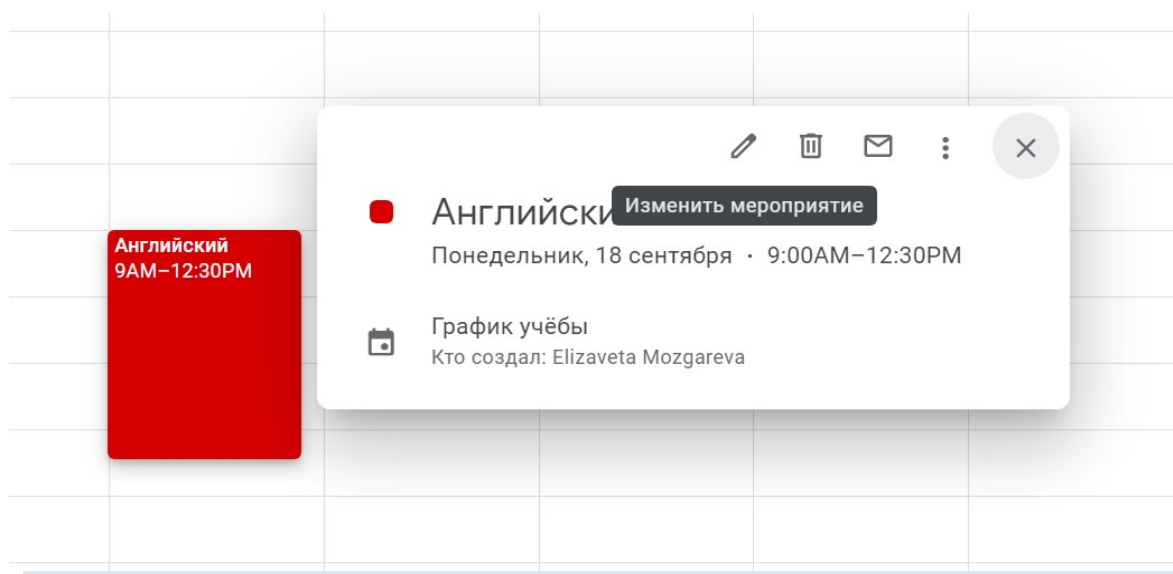 Английский
9AM–12:30PM
Изменить мероприятие
Понедельник, 18 сентября · 9:00AM–12:30PM
График учёбы
Кто создал: Elizaveta Mozgareva